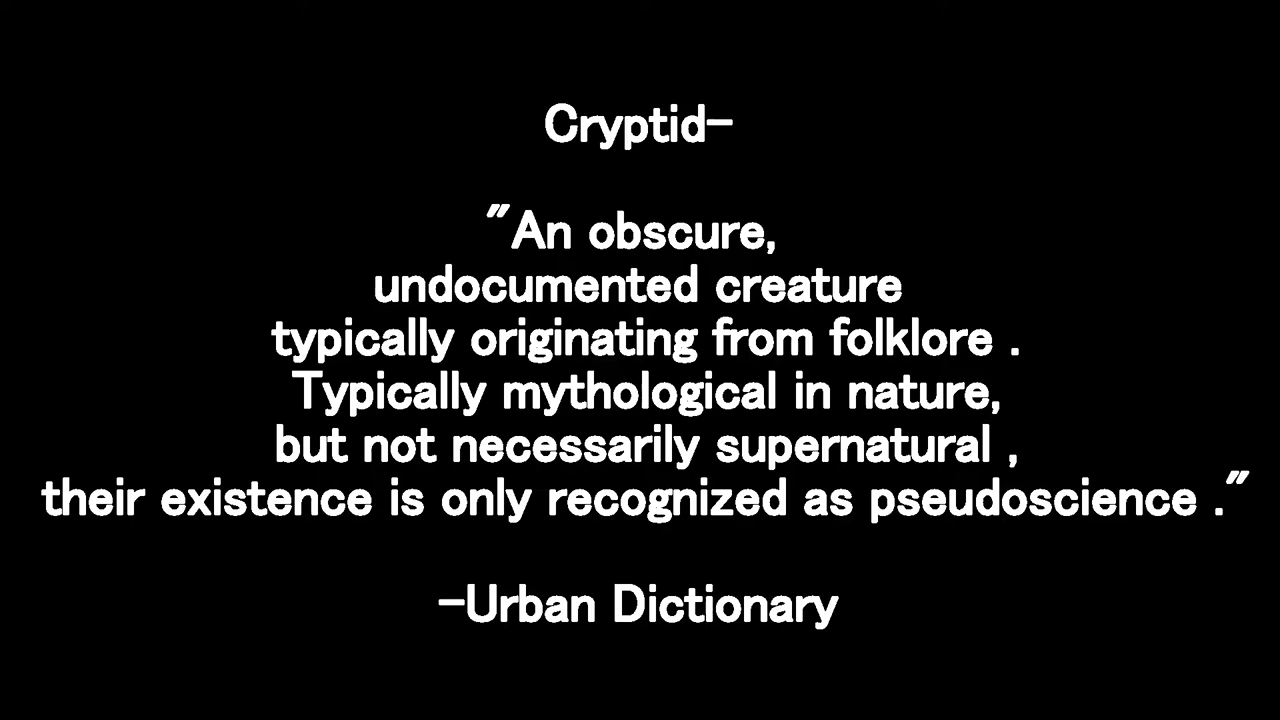 Cryptid-
"An obscure,
undocumented creature
typically originating from folklore .
Typically mythological in nature,
but not necessarily supernatural ,
their existence is only recognized as pseudoscience ."
-Urban Dictionary